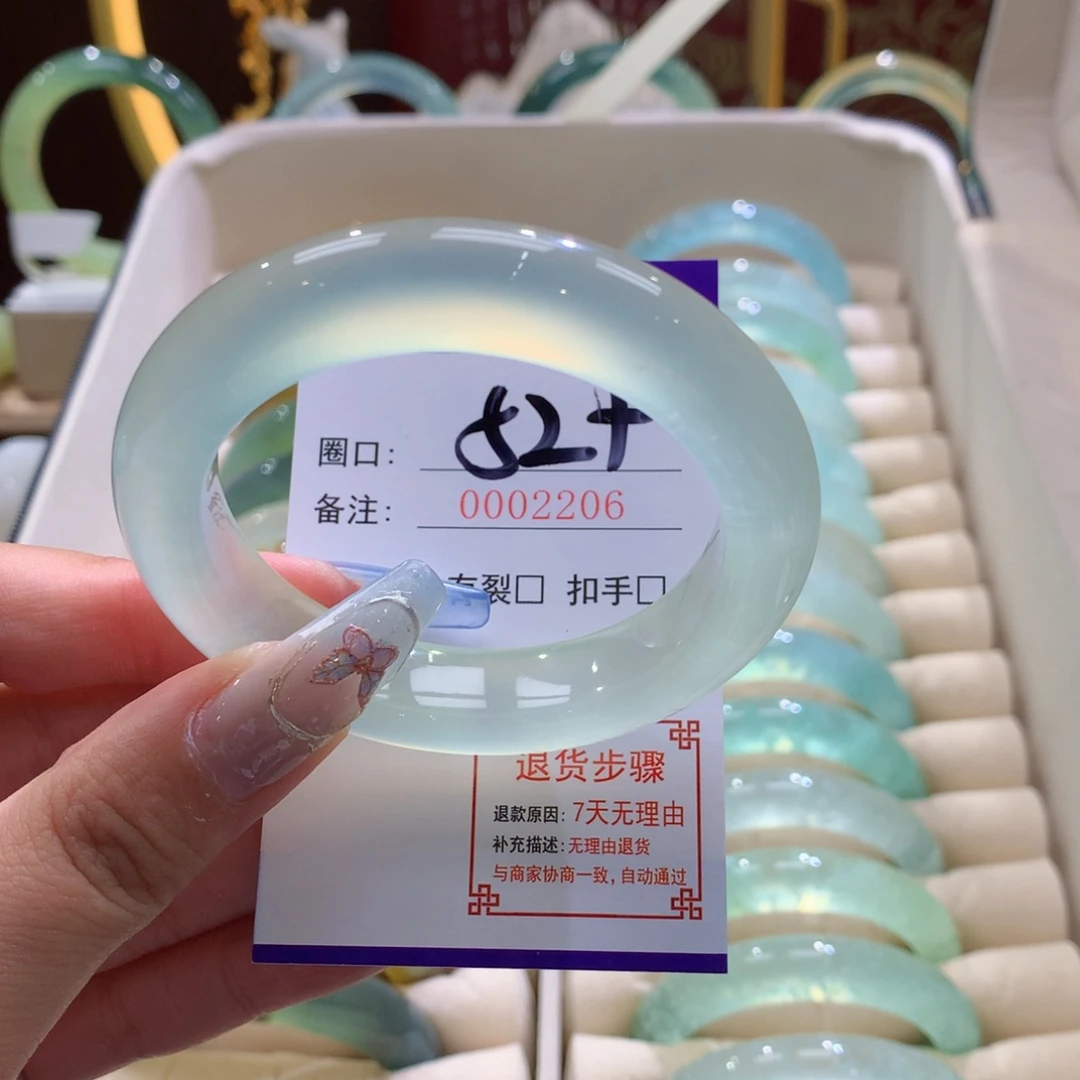 圈口: 52+
备注: 0002206
有裂□ 扣手□
退货步骤
退款原因: 7天无理由
补充描述: 无理由退货
与商家协商一致, 自动通过